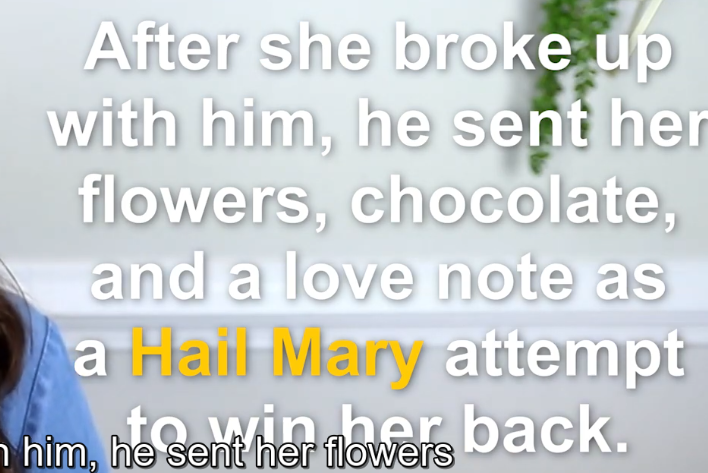 After she broke up
with him, he sent her
flowers, chocolate,
and a love note as
a Hail Mary attempt
to win her back.
him, he sent her flowers